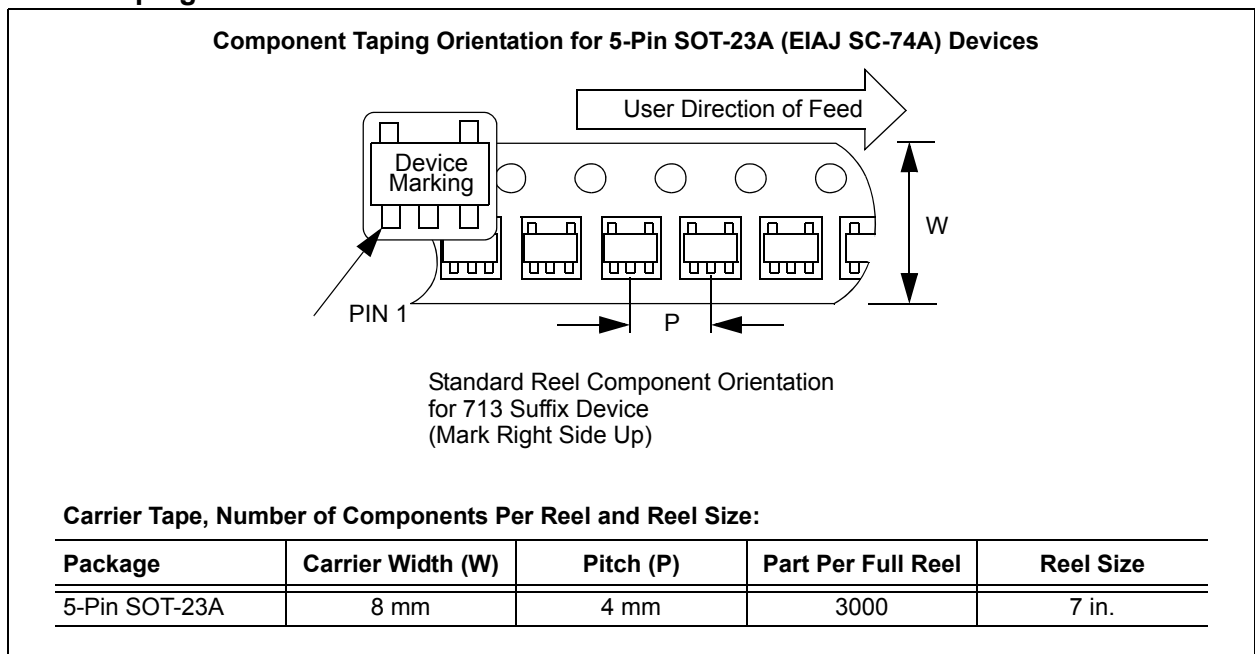 Component Taping Orientation for 5-Pin SOT-23A (EIAJ SC-74A) Devices
User Direction of Feed
Device
Marking
W
PIN 1
P
Standard Reel Component Orientation
for 713 Suffix Device
(Mark Right Side Up)
Carrier Tape, Number of Components Per Reel and Reel Size:
Package Carrier Width (W) Pitch (P) Part Per Full Reel Reel Size
5-Pin SOT-23A 8 mm 4 mm 3000 7 in.